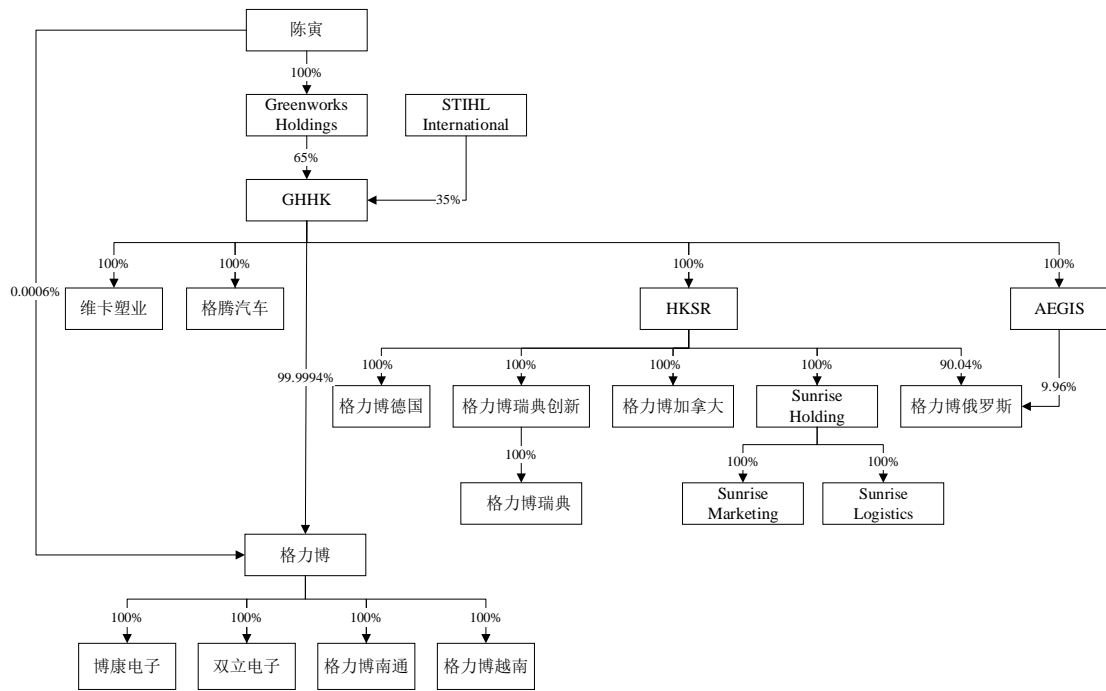 陈寅
100%
Greenworks
Holdings
STIHL
International
65%
GHHK
35%
100%
100%
100%
100%
0.0006%
维卡塑业
格腾汽车
HKSR
AEGIS
99.9994%
100%
100%
100%
100%
90.04%
9.96%
格力博德国
格力博瑞典创新
格力博加拿大
Sunrise
Holding
格力博俄罗斯
100%
100%
100%
格力博瑞典
Sunrise
Marketing
Sunrise
Logistics
格力博
100%
100%
100%
100%
博康电子
双立电子
格力博南通
格力博越南